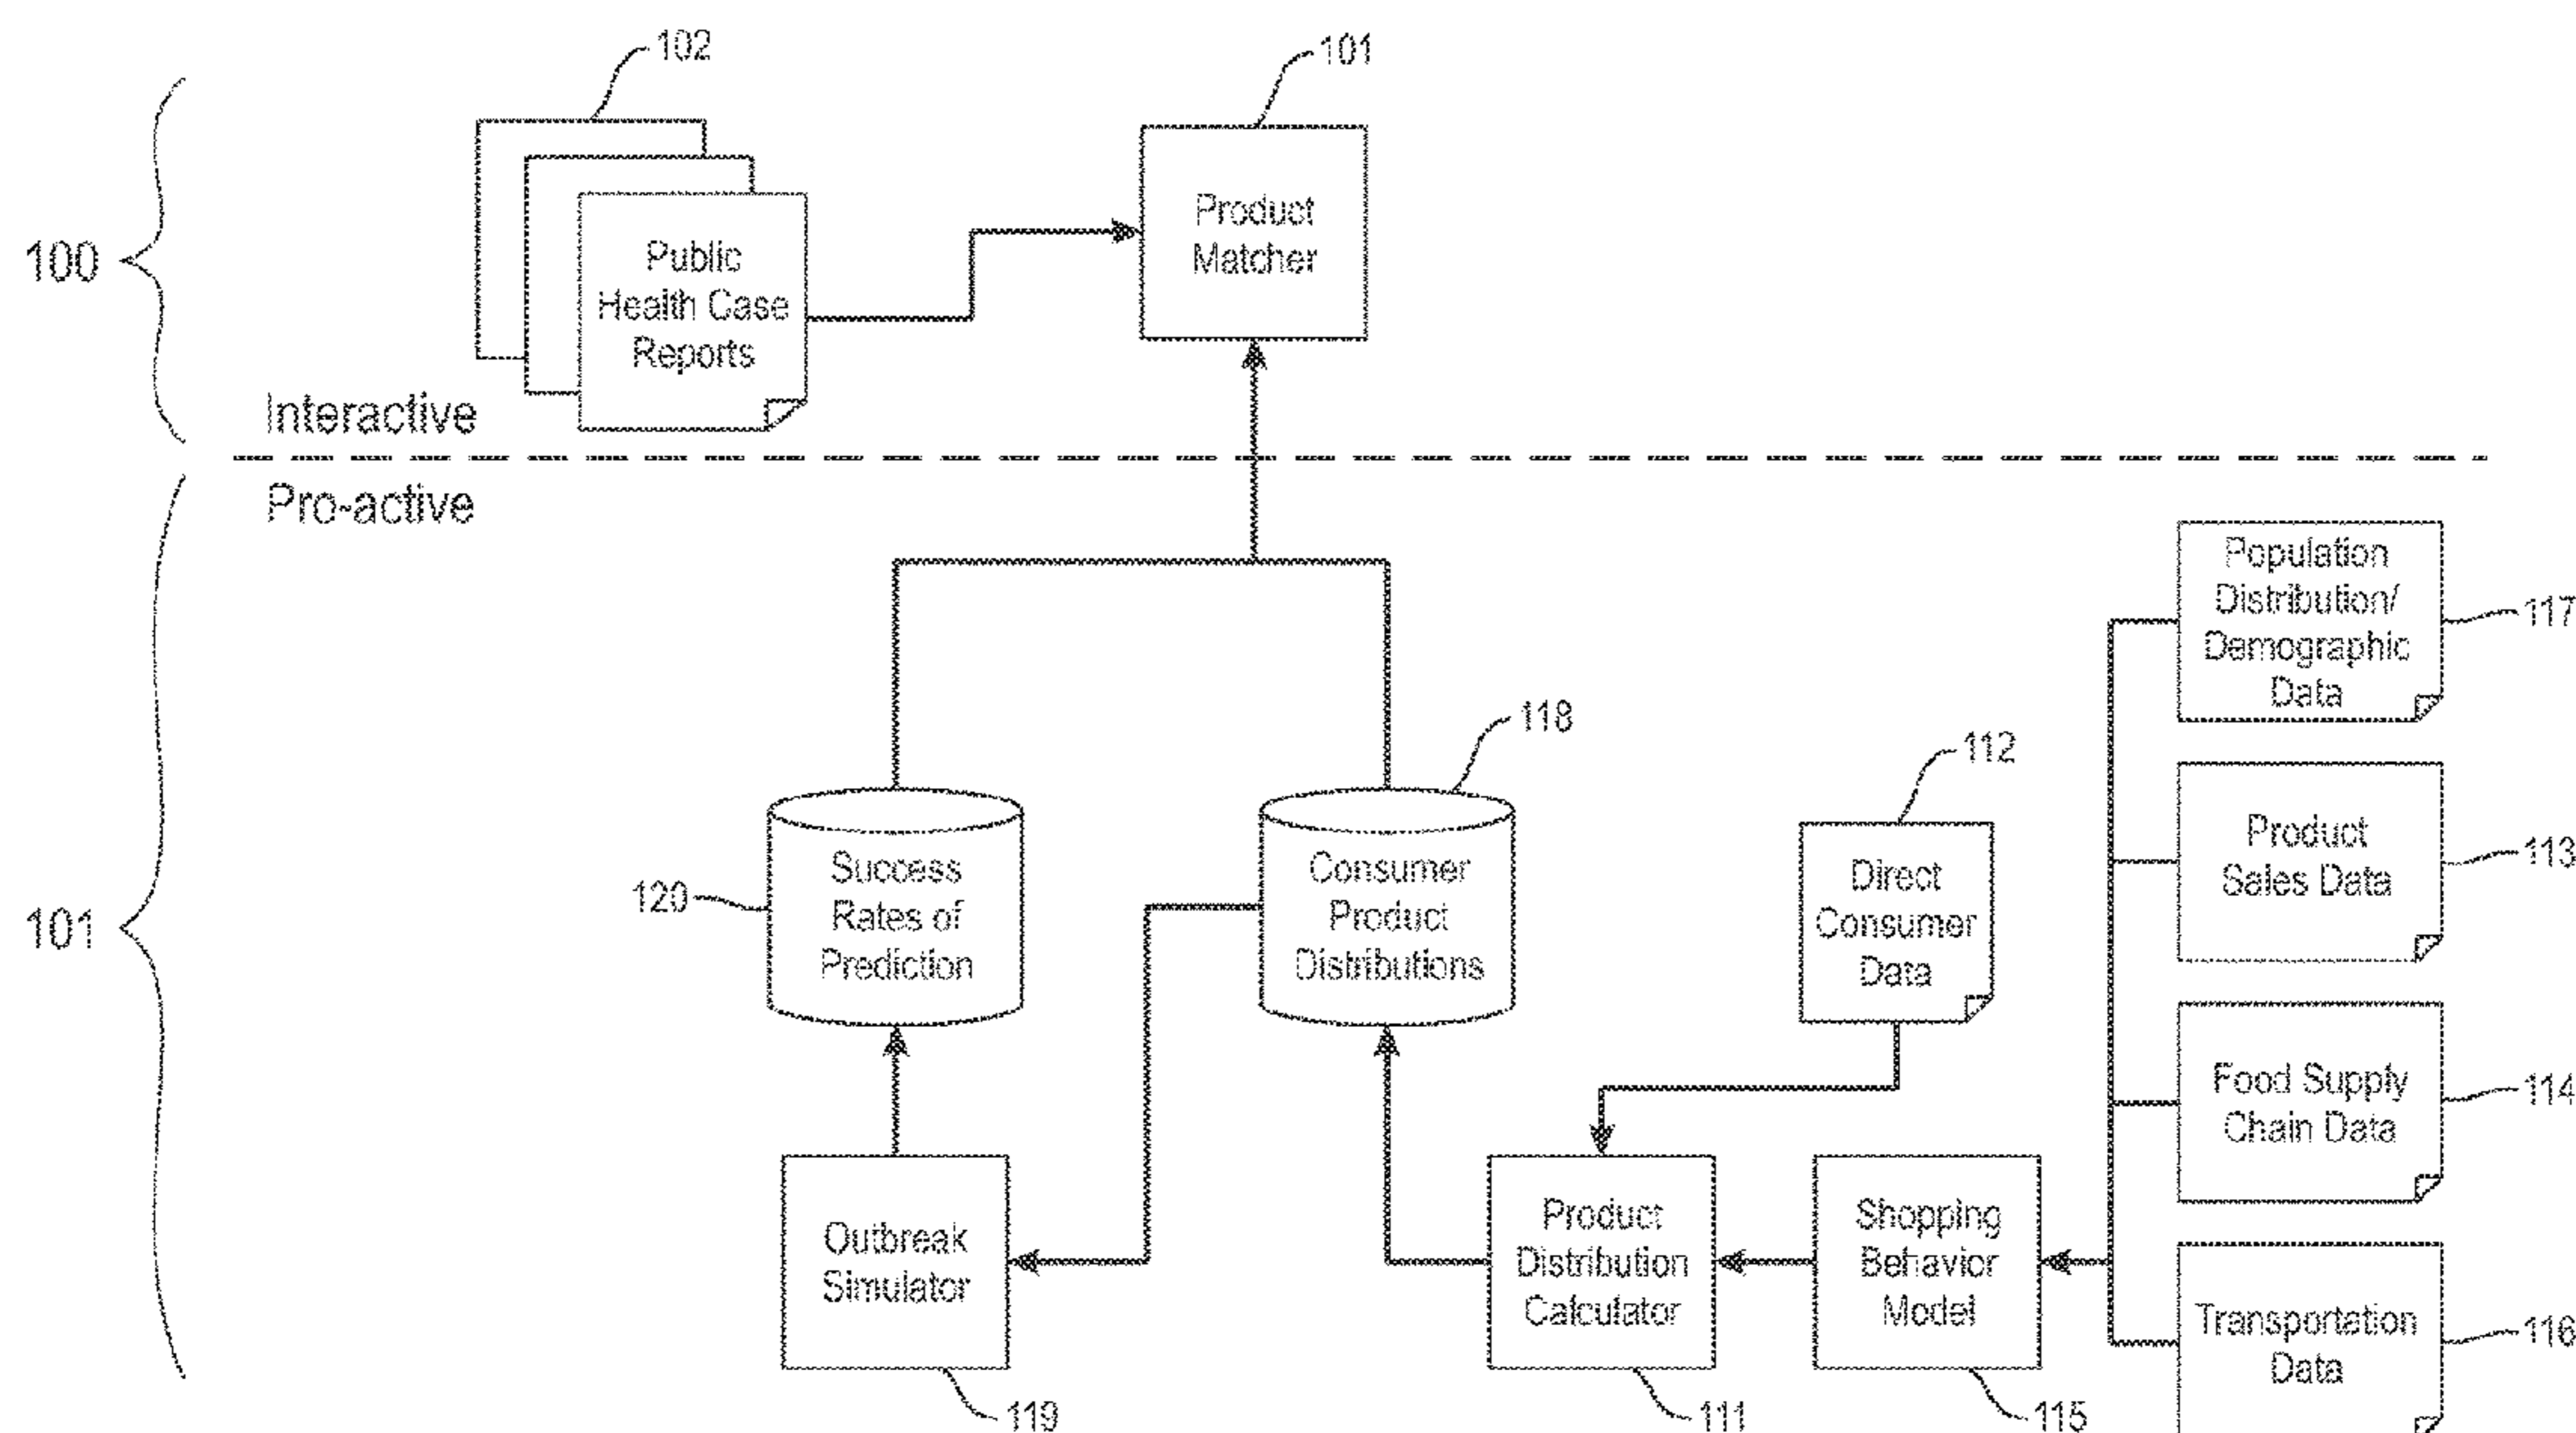 102
101
Product
Matcher
Public
Health Case
Reports
100
Interactive
Pro-active
101
Population
Distribution/
Demographic
Data
117
118
112
Product
Sales Data
113
120
Success
Rates of
Prediction
Consumer
Product
Distributions
Direct
Consumer
Data
Food Supply
Chain Data
114
Outbreak
Simulator
Product
Distribution
Calculator
Shopping
Behavior
Model
Transportation
Data
116
119
111
115